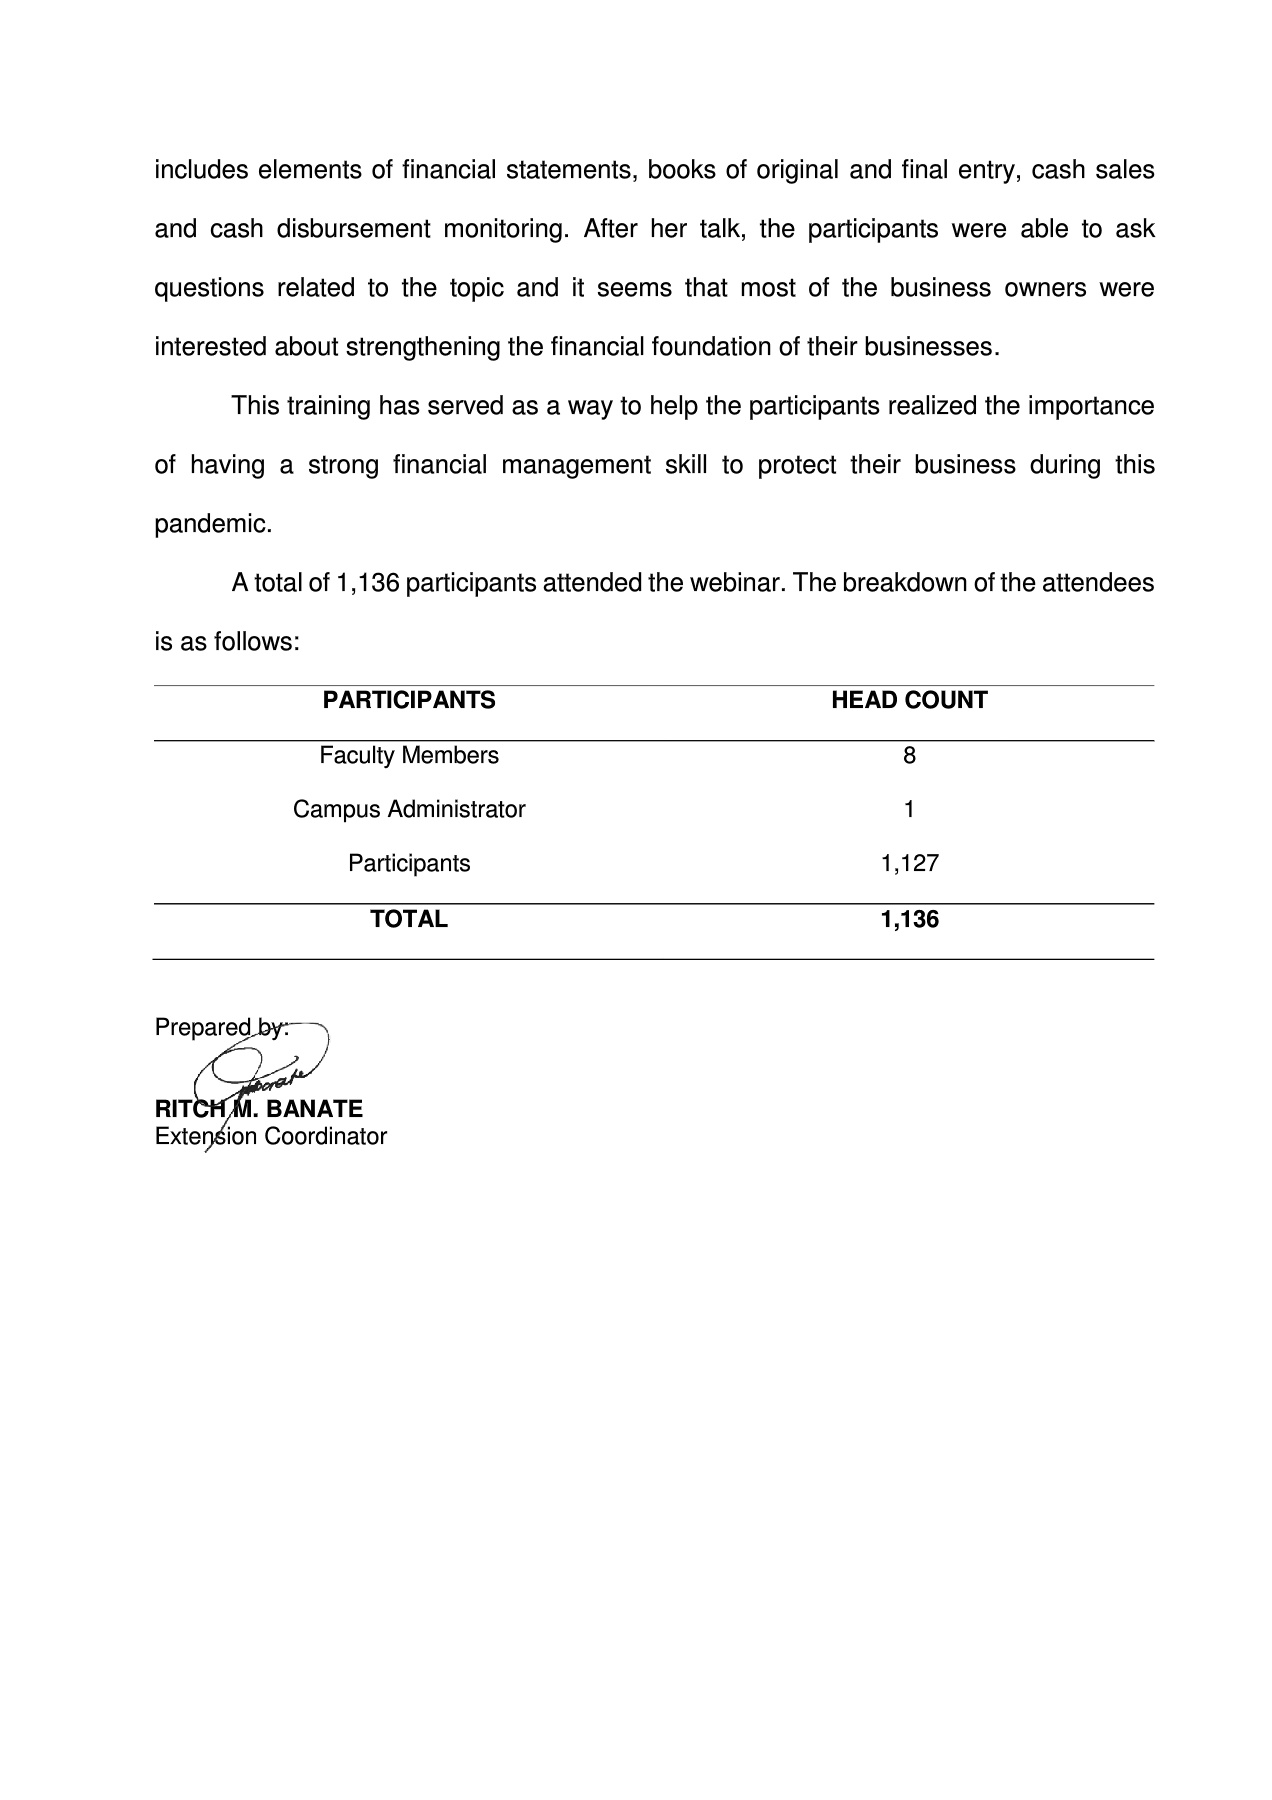 includes elements of financial statements, books of original and final entry, cash sales
and cash disbursement monitoring. After her talk, the participants were able to ask
questions related to the topic and it seems that most of the business owners were
interested about strengthening the financial foundation of their businesses.
This training has served as a way to help the participants realized the importance
of having a strong financial management skill to protect their business during this
pandemic.
A total of 1,136 participants attended the webinar. The breakdown of the attendees
is as follows:
PARTICIPANTS HEAD COUNT
Faculty Members 8
Campus Administrator 1
Participants 1,127
TOTAL 1,136
Prepared by:
RITCH M. BANATE
Extension Coordinator